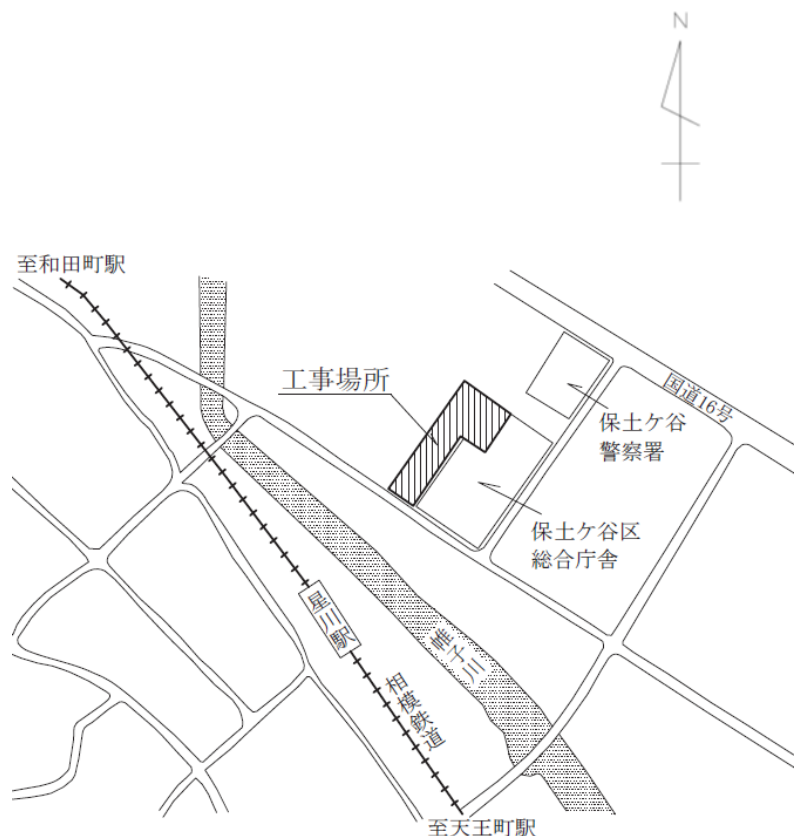 N
至和田町駅
工事場所
国道16号
保土ケ谷
警察署
保土ケ谷区
総合庁舎
星川駅
帷子川
相模鉄道
至天王町駅